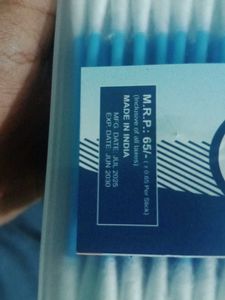 M.R.P.: 65/- ( ₹ 0.65 Per Stick)
(Inclusive of all taxes)
MADE IN INDIA
MFG. DATE: JUL 2025
EXP. DATE: JUN 2030